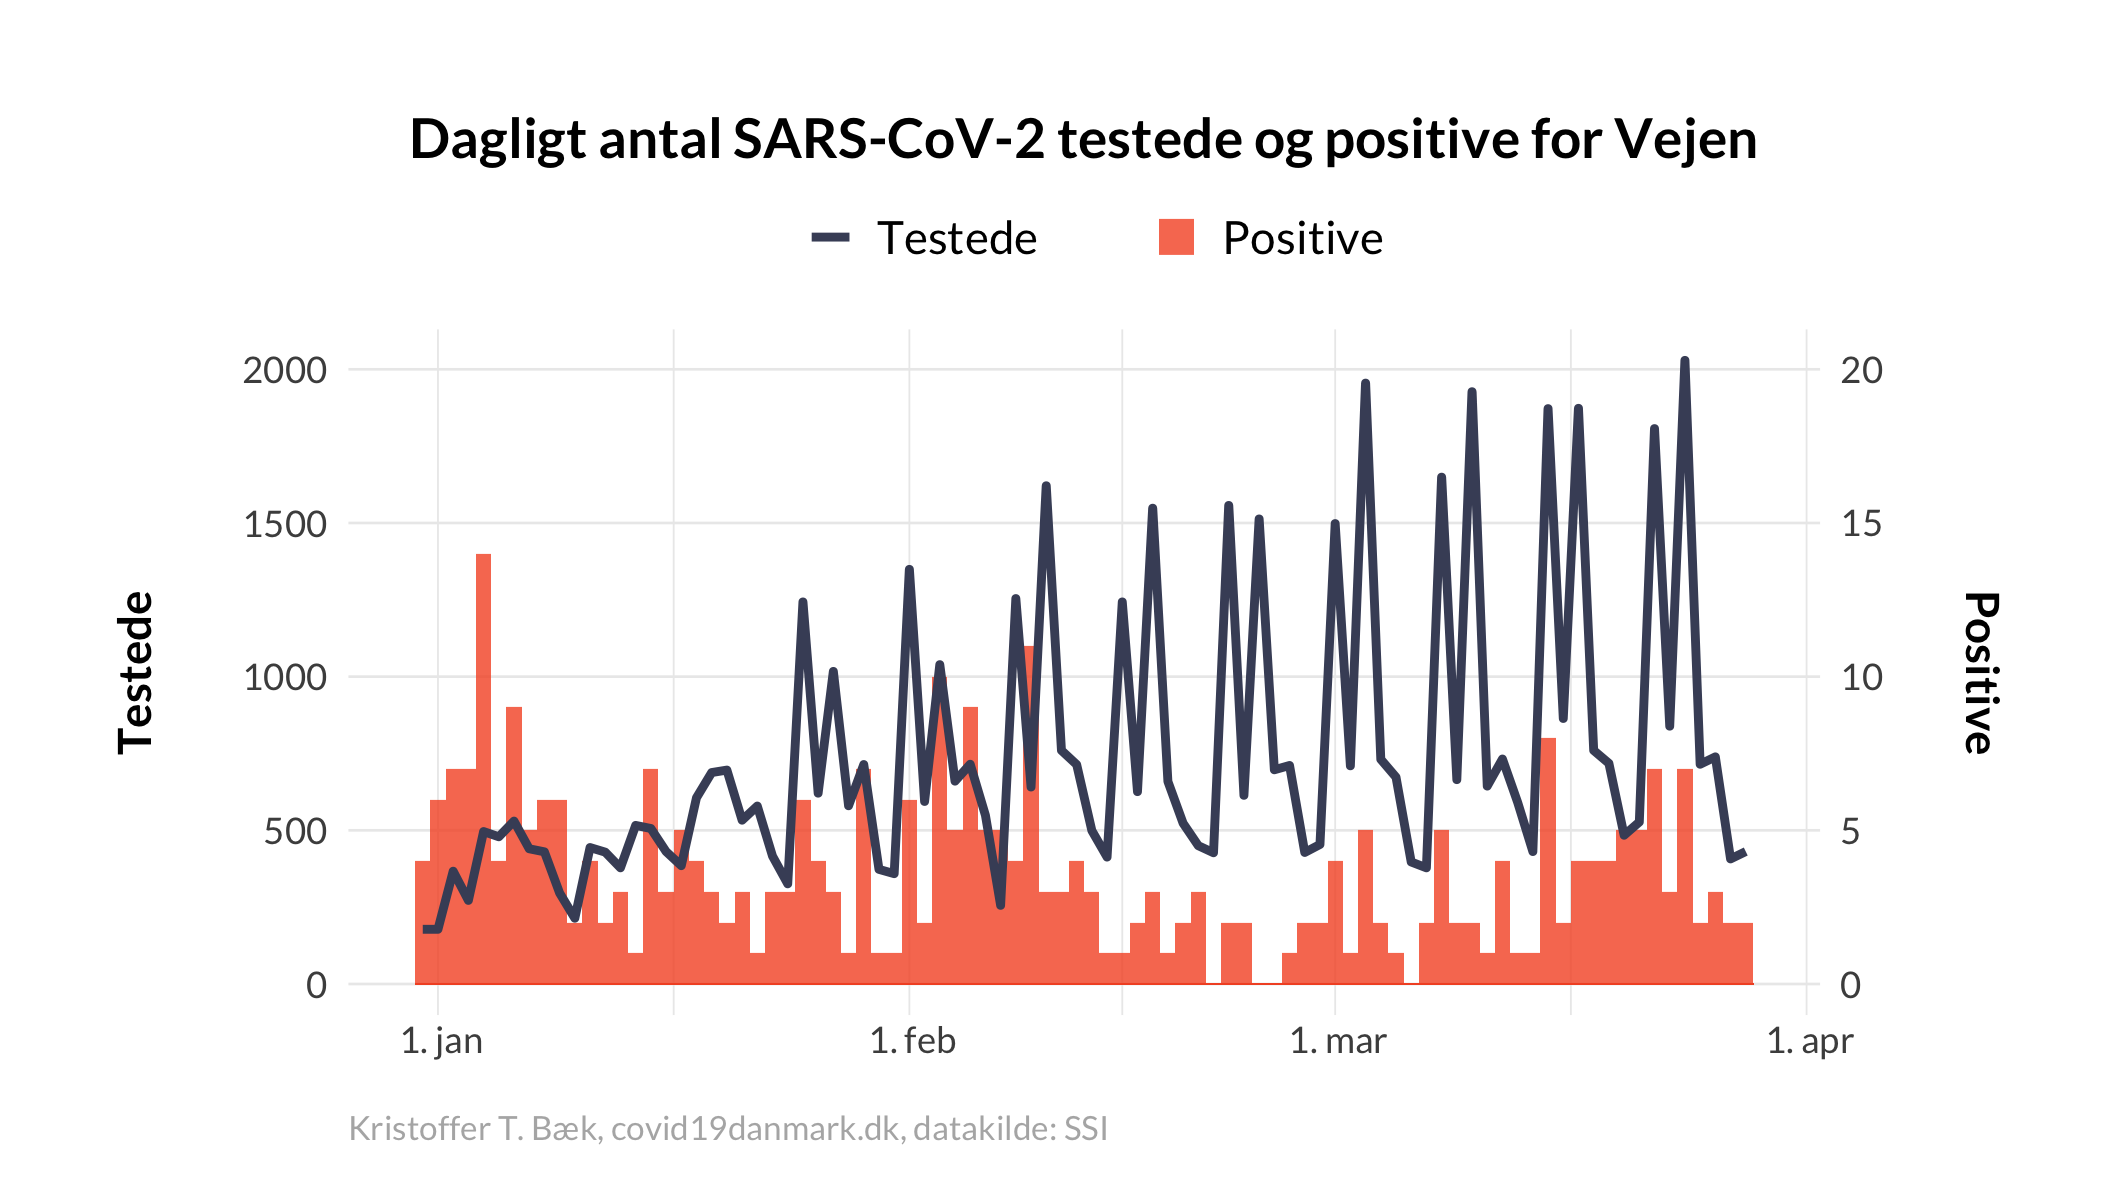 Dagligt antal SARS-CoV-2 testede og positive for Vejen
Testede
Positive
2000
1500
1000
500
0
20
15
10
5
0
Testede
Positive
1. jan
1. feb
1. mar
1. apr
Kristoffer T. Bæk, covid19danmark.dk, datakilde: SSI